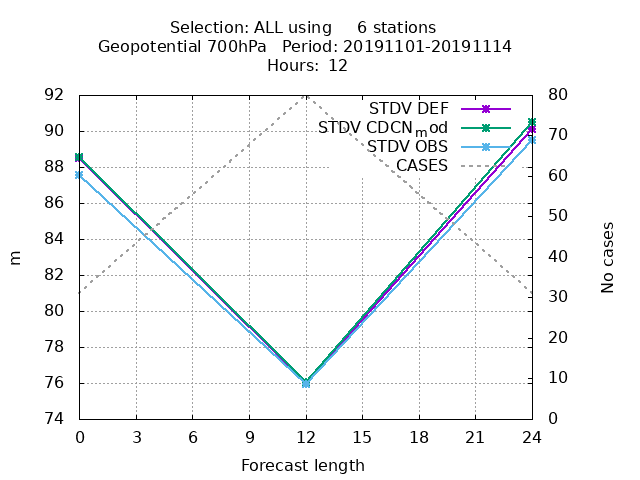 Selection: ALL using     6 stations
Geopotential 700hPa   Period: 20191101-20191114
Hours:  12
STDV DEF
STDV CDCN_mod
STDV OBS
CASES
92
90
88
86
84
82
80
78
76
74
m
80
70
60
50
40
30
20
10
0
No cases
0 3 6 9 12 15 18 21 24
Forecast length